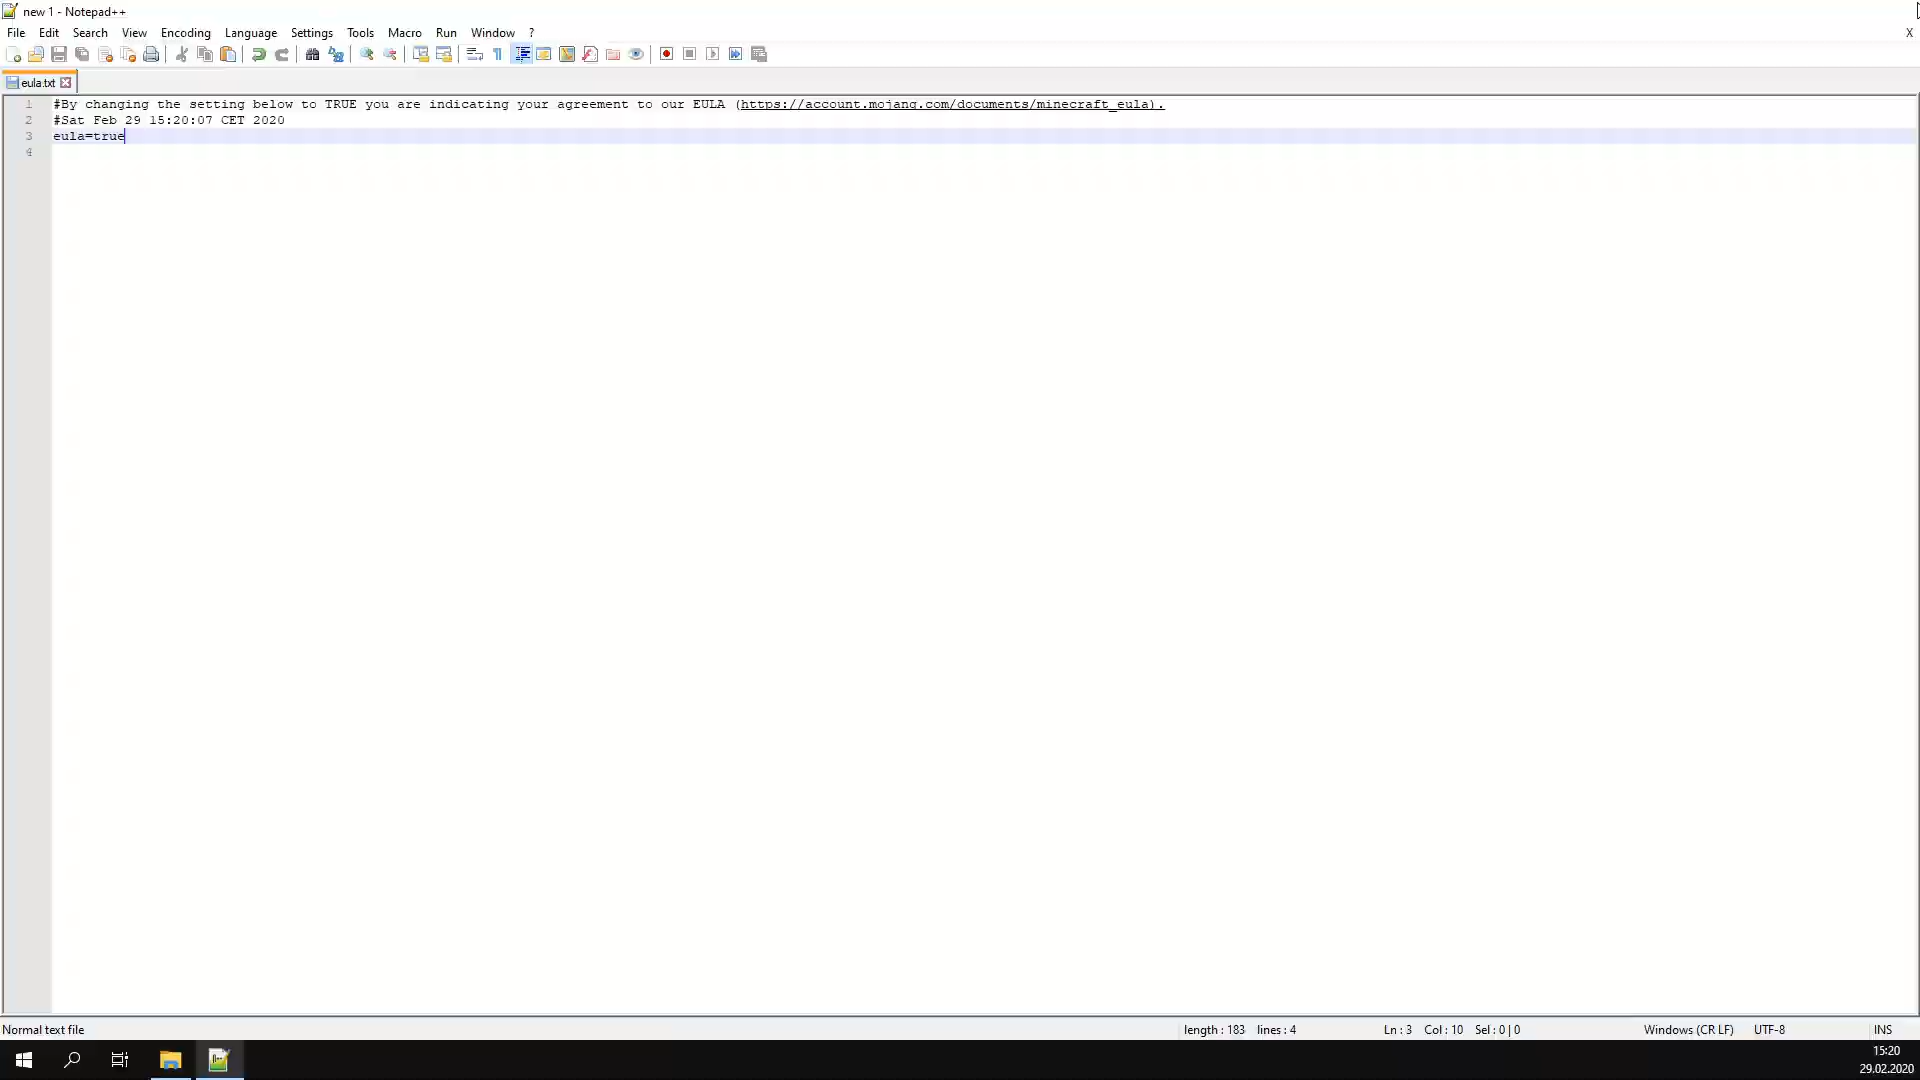 new 1 - Notepad++
File Edit Search View Encoding Language Settings Tools Macro Run Window ? X
eula.txt
1 #By changing the setting below to TRUE you are indicating your agreement to our EULA (https://account.mojang.com/documents/minecraft_eula).
2 #Sat Feb 29 15:20:07 CET 2020
3 eula=true
4
Normal text file length : 183 lines : 4 Ln : 3 Col : 10 Sel : 0 | 0 Windows (CR LF) UTF-8 INS
15:20
29.02.2020